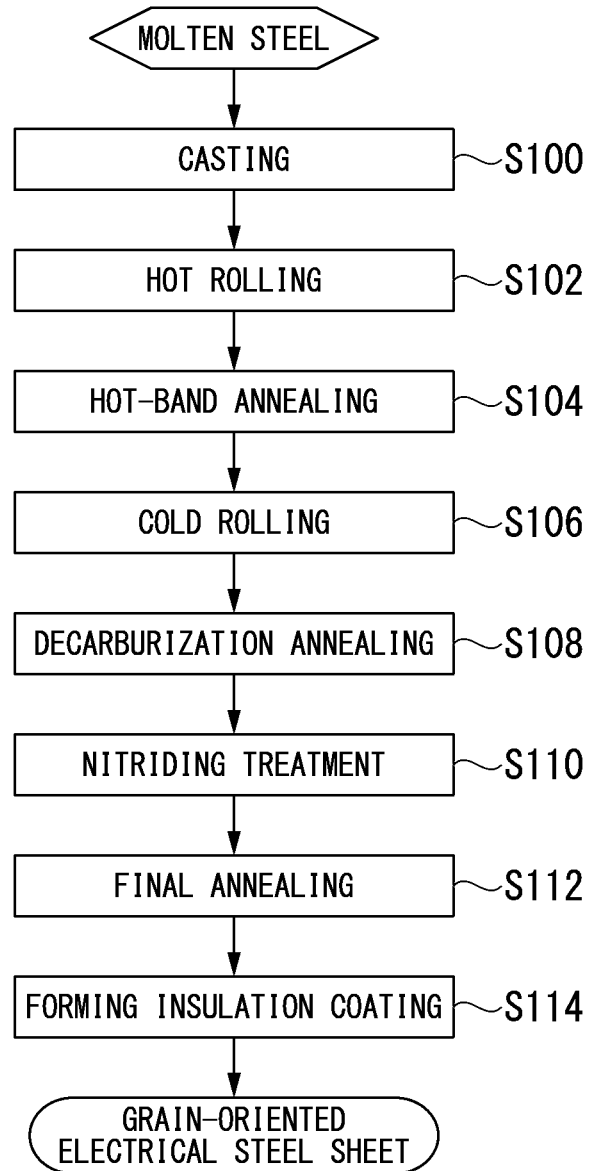 MOLTEN STEEL
CASTING
S100
HOT ROLLING
S102
HOT-BAND ANNEALING
S104
COLD ROLLING
S106
DECARBURIZATION ANNEALING
S108
NITRIDING TREATMENT
S110
FINAL ANNEALING
S112
FORMING INSULATION COATING
S114
GRAIN-ORIENTED
ELECTRICAL STEEL SHEET